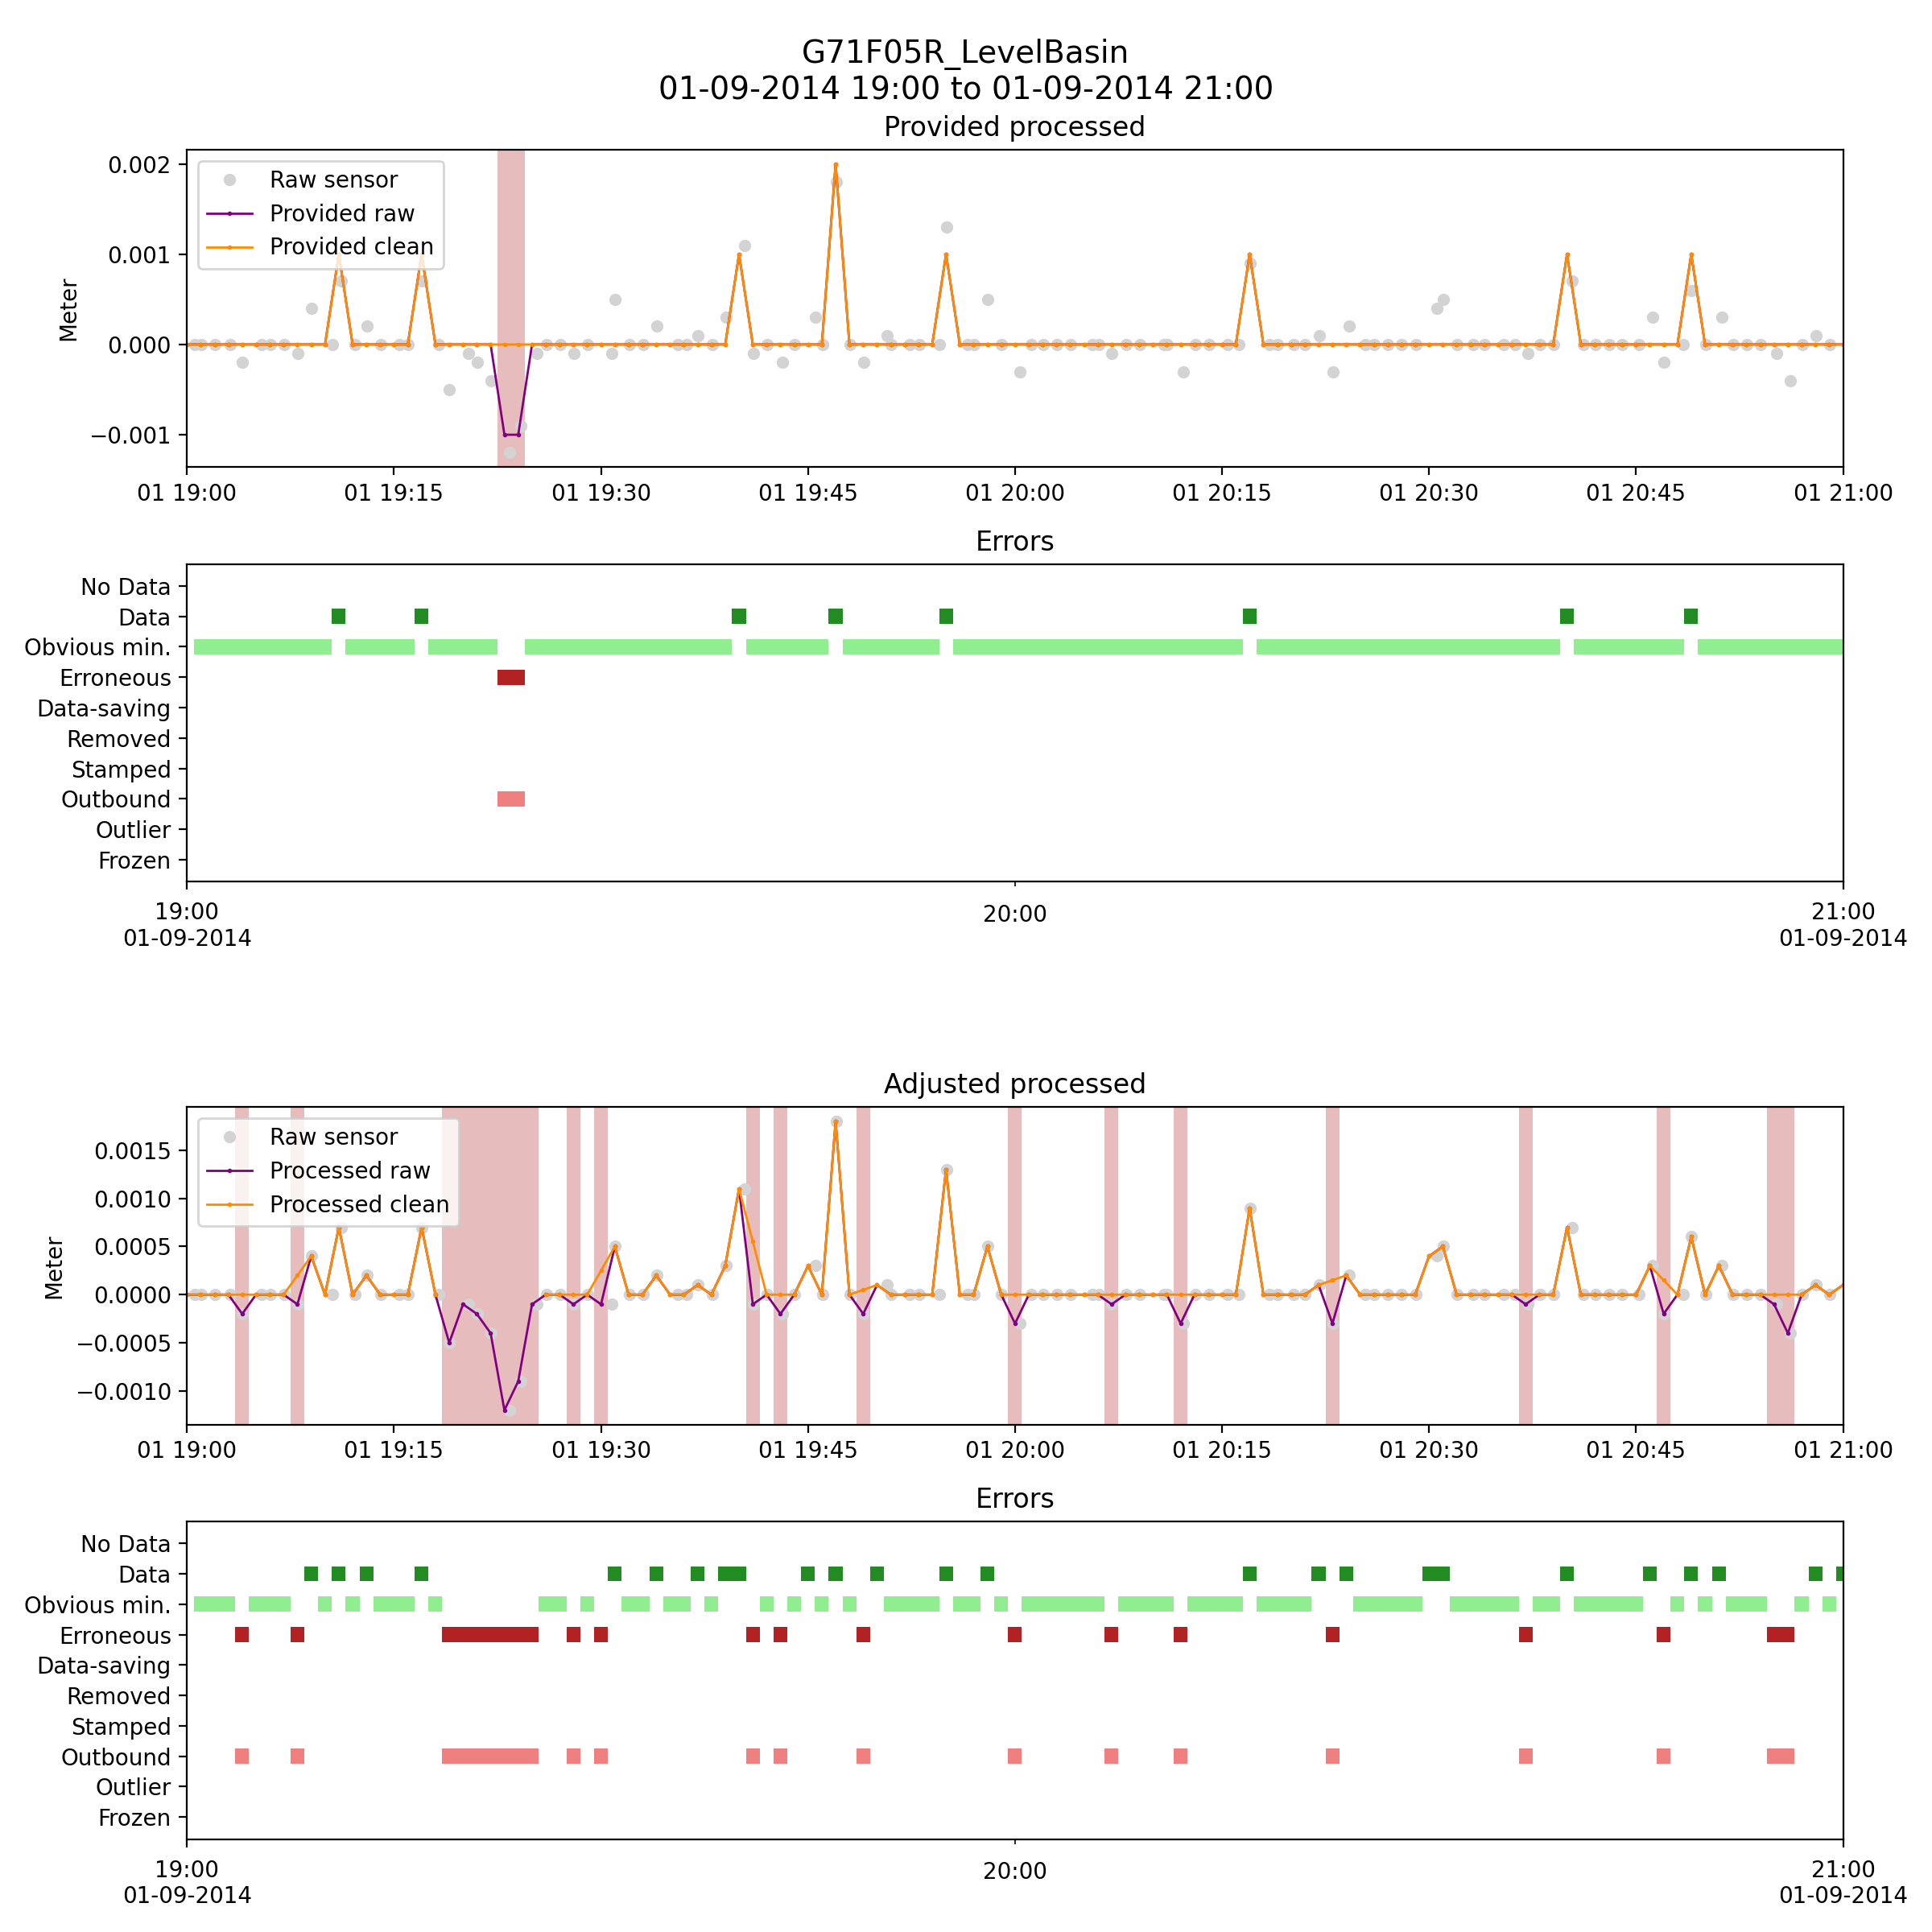 G71F05R_LevelBasin
01-09-2014 19:00 to 01-09-2014 21:00
Provided processed
Raw sensor
Provided raw
Provided clean
Meter
0.002
0.001
0.000
−0.001
01 19:00 01 19:15 01 19:30 01 19:45 01 20:00 01 20:15 01 20:30 01 20:45 01 21:00
Errors
No Data
Data
Obvious min.
Erroneous
Data-saving
Removed
Stamped
Outbound
Outlier
Frozen
19:00 20:00 21:00
01-09-2014 01-09-2014
Adjusted processed
Raw sensor
Processed raw
Processed clean
Meter
0.0015
0.0010
0.0005
0.0000
−0.0005
−0.0010
01 19:00 01 19:15 01 19:30 01 19:45 01 20:00 01 20:15 01 20:30 01 20:45 01 21:00
Errors
No Data
Data
Obvious min.
Erroneous
Data-saving
Removed
Stamped
Outbound
Outlier
Frozen
19:00 20:00 21:00
01-09-2014 01-09-2014